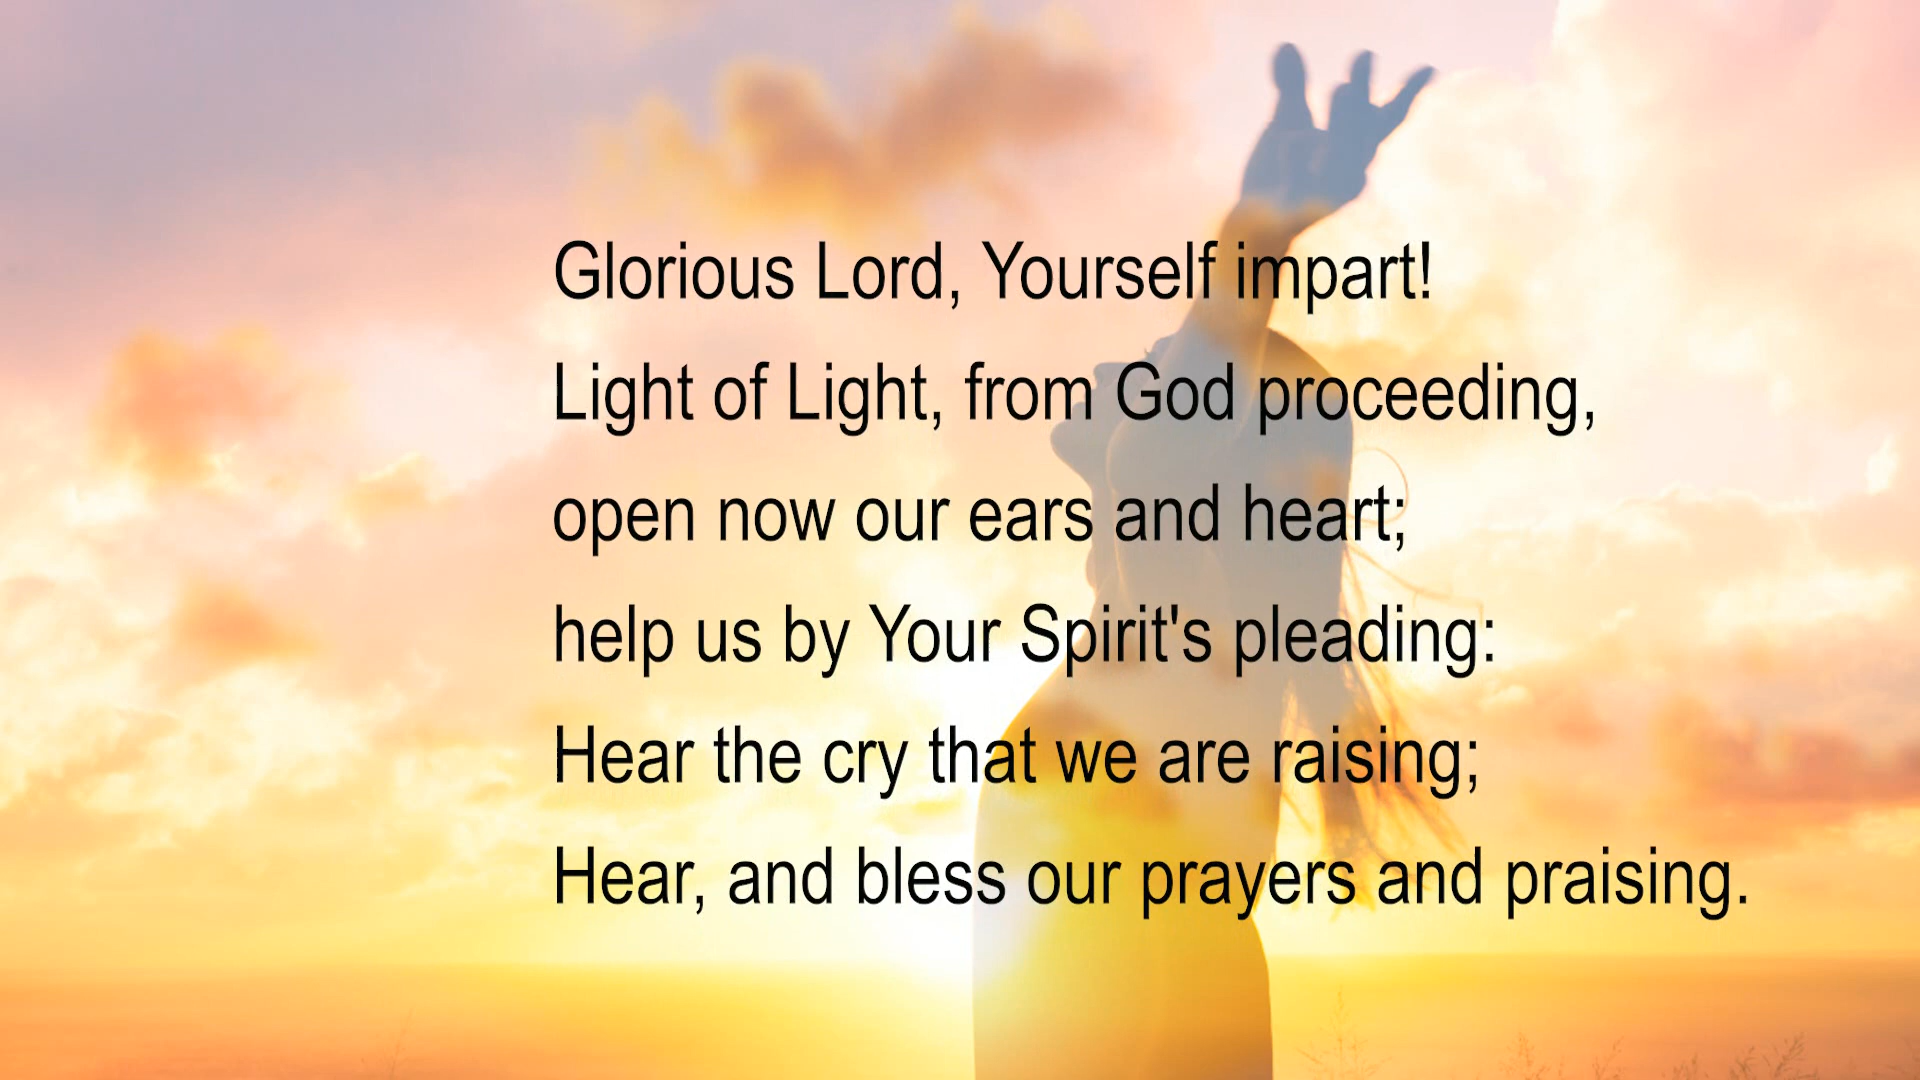 Glorious Lord, Yourself impart!
Light of Light, from God proceeding,
open now our ears and heart;
help us by Your Spirit's pleading:
Hear the cry that we are raising;
Hear, and bless our prayers and praising.